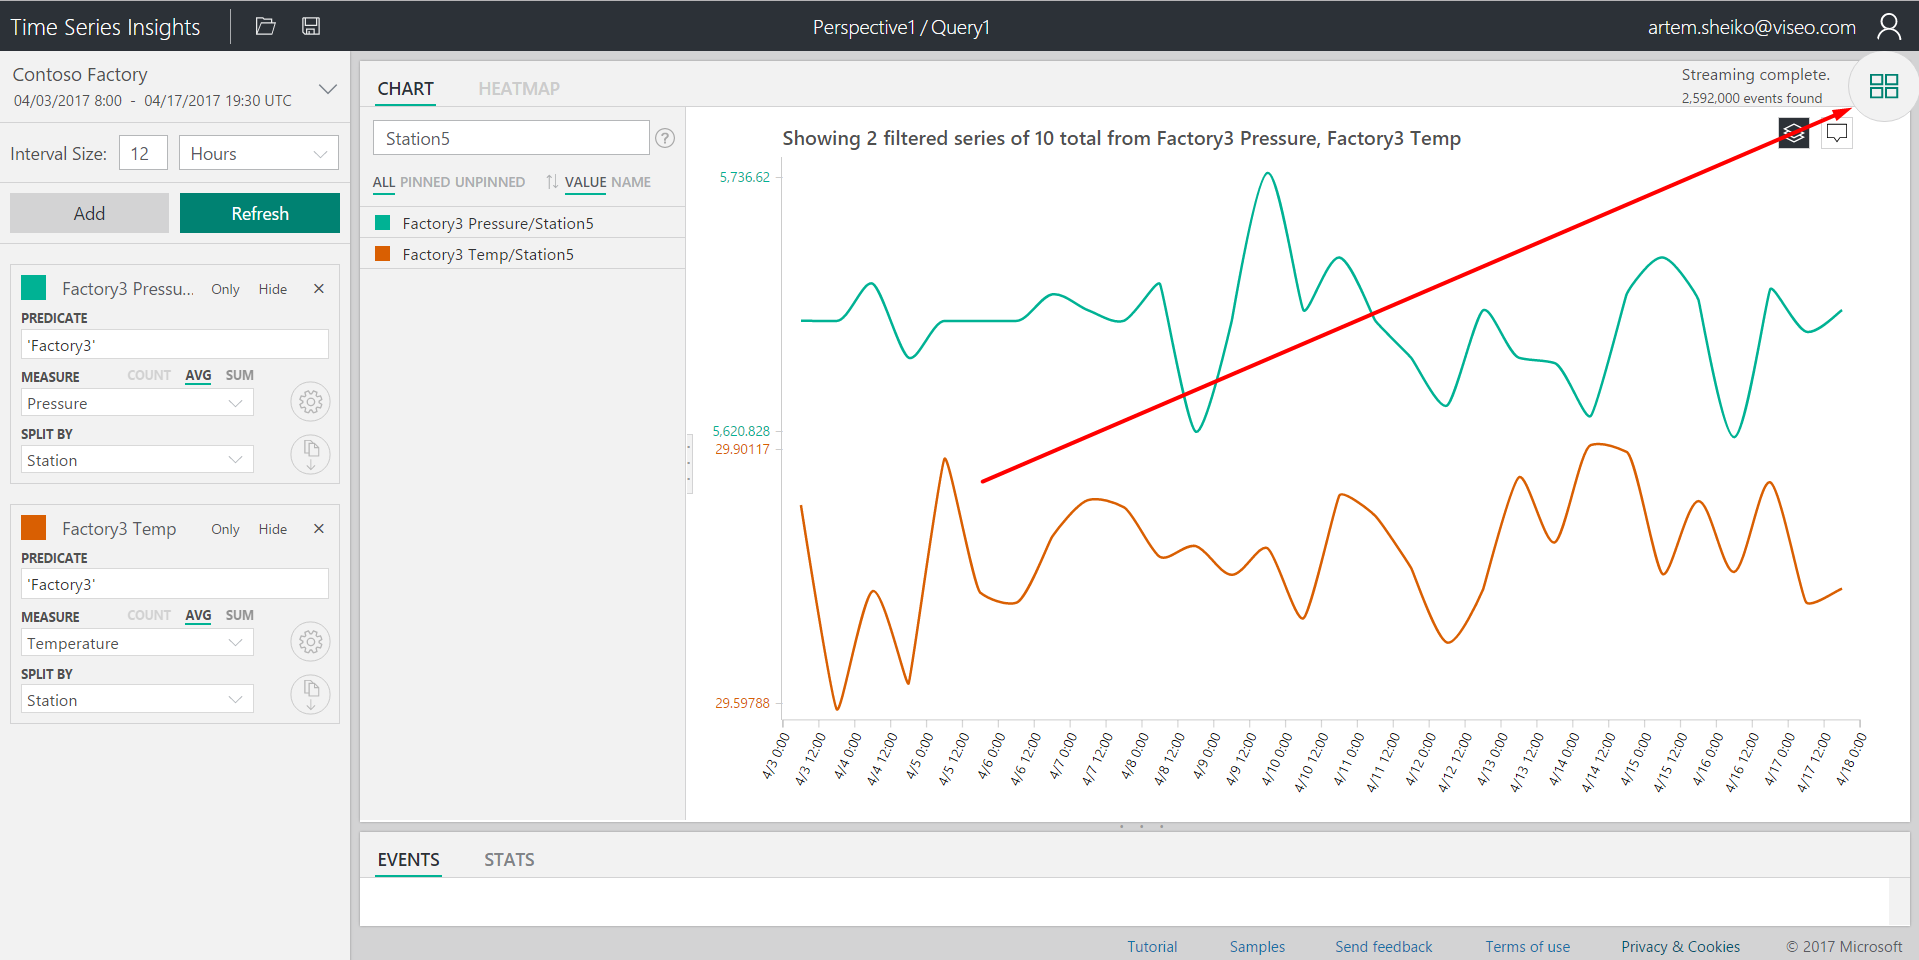 Time Series Insights
Perspective1 / Query1
artem.sheiko@viseo.com
Contoso Factory
04/03/2017 8:00 - 04/17/2017 19:30 UTC
Interval Size: 12 Hours
Add Refresh
Factory3 Pressu... Only Hide ×
PREDICATE
'Factory3'
MEASURE COUNT AVG SUM
Pressure
SPLIT BY
Station
Factory3 Temp Only Hide ×
PREDICATE
'Factory3'
MEASURE COUNT AVG SUM
Temperature
SPLIT BY
Station
CHART HEATMAP
Streaming complete.
2,592,000 events found
Station5 ?
ALL PINNED UNPINNED VALUE NAME
Factory3 Pressure/Station5
Factory3 Temp/Station5
Showing 2 filtered series of 10 total from Factory3 Pressure, Factory3 Temp
5,736.62
5,620.828
29.90117
29.59788
4/3 0:00
4/3 12:00
4/4 0:00
4/4 12:00
4/5 0:00
4/5 12:00
4/6 0:00
4/6 12:00
4/7 0:00
4/7 12:00
4/8 0:00
4/8 12:00
4/9 0:00
4/9 12:00
4/10 0:00
4/10 12:00
4/11 0:00
4/11 12:00
4/12 0:00
4/12 12:00
4/13 0:00
4/13 12:00
4/14 0:00
4/14 12:00
4/15 0:00
4/15 12:00
4/16 0:00
4/16 12:00
4/17 0:00
4/17 12:00
4/18 0:00
EVENTS STATS
Tutorial Samples Send feedback Terms of use Privacy & Cookies © 2017 Microsoft